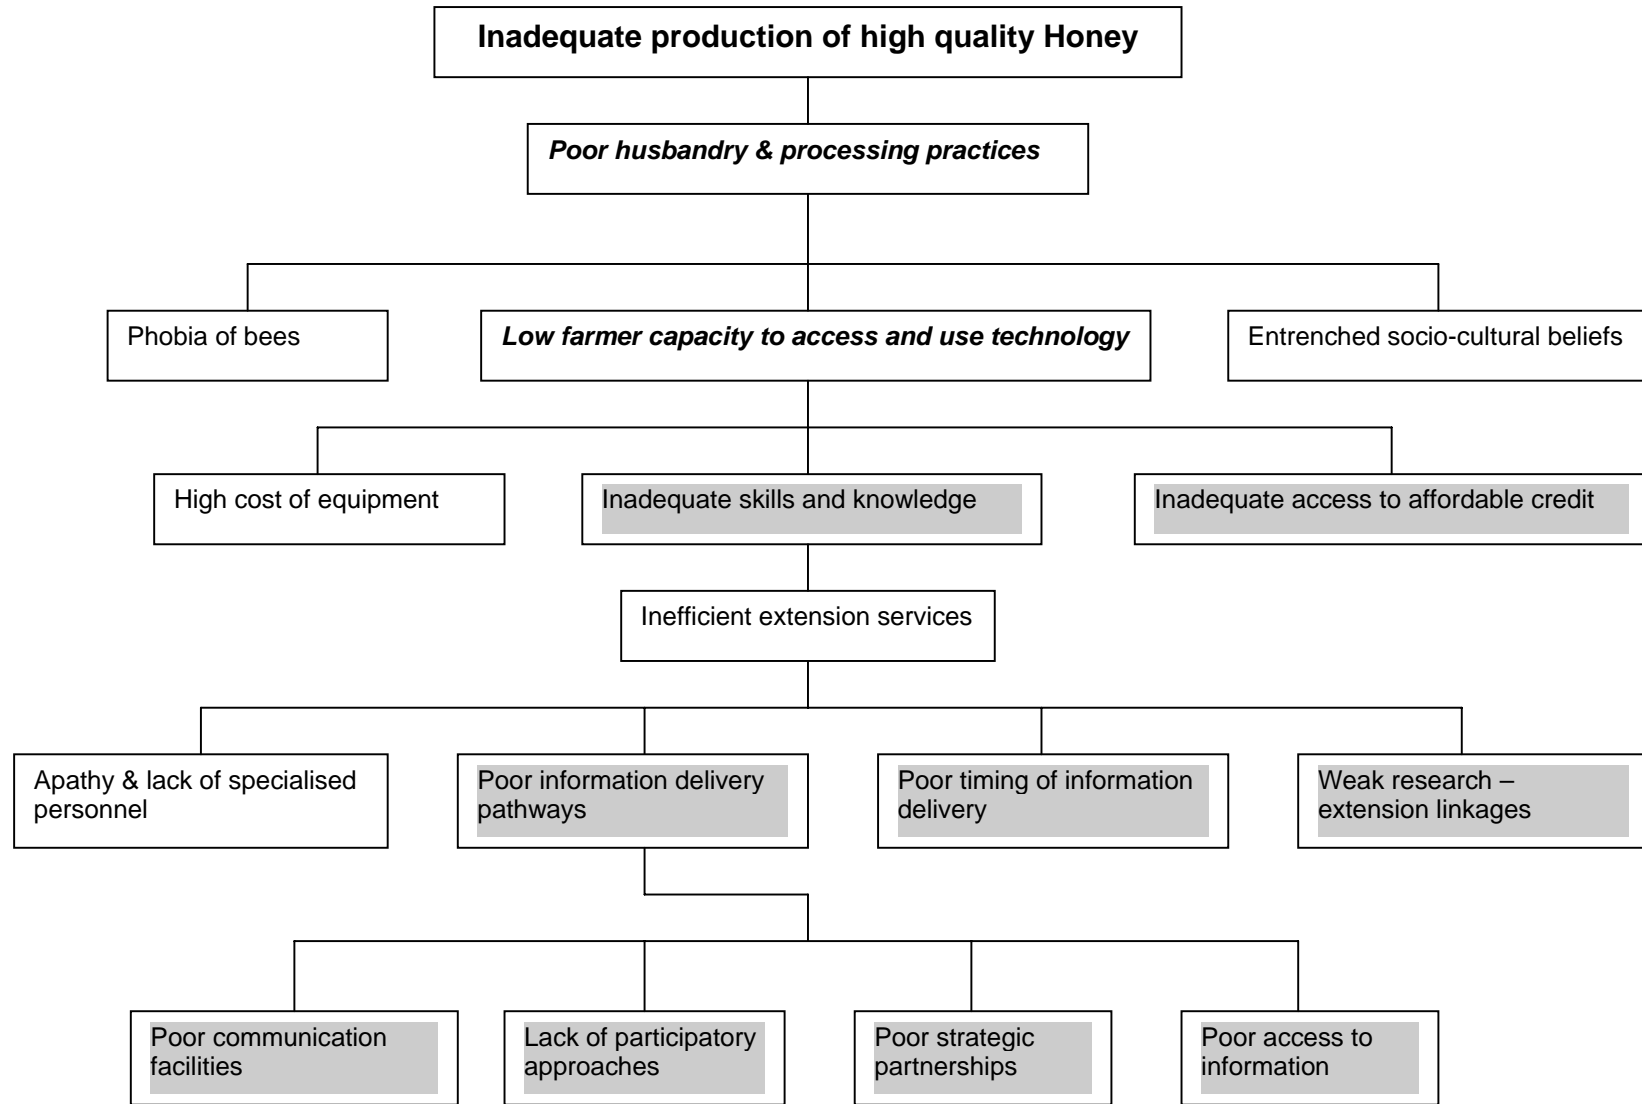 Inadequate production of high quality Honey
Poor husbandry & processing practices
Phobia of bees
Low farmer capacity to access and use technology
Entrenched socio-cultural beliefs
High cost of equipment
Inadequate skills and knowledge
Inadequate access to affordable credit
Inefficient extension services
Apathy & lack of specialised
personnel
Poor information delivery
pathways
Poor timing of information
delivery
Weak research –
extension linkages
Poor communication
facilities
Lack of participatory
approaches
Poor strategic
partnerships
Poor access to
information